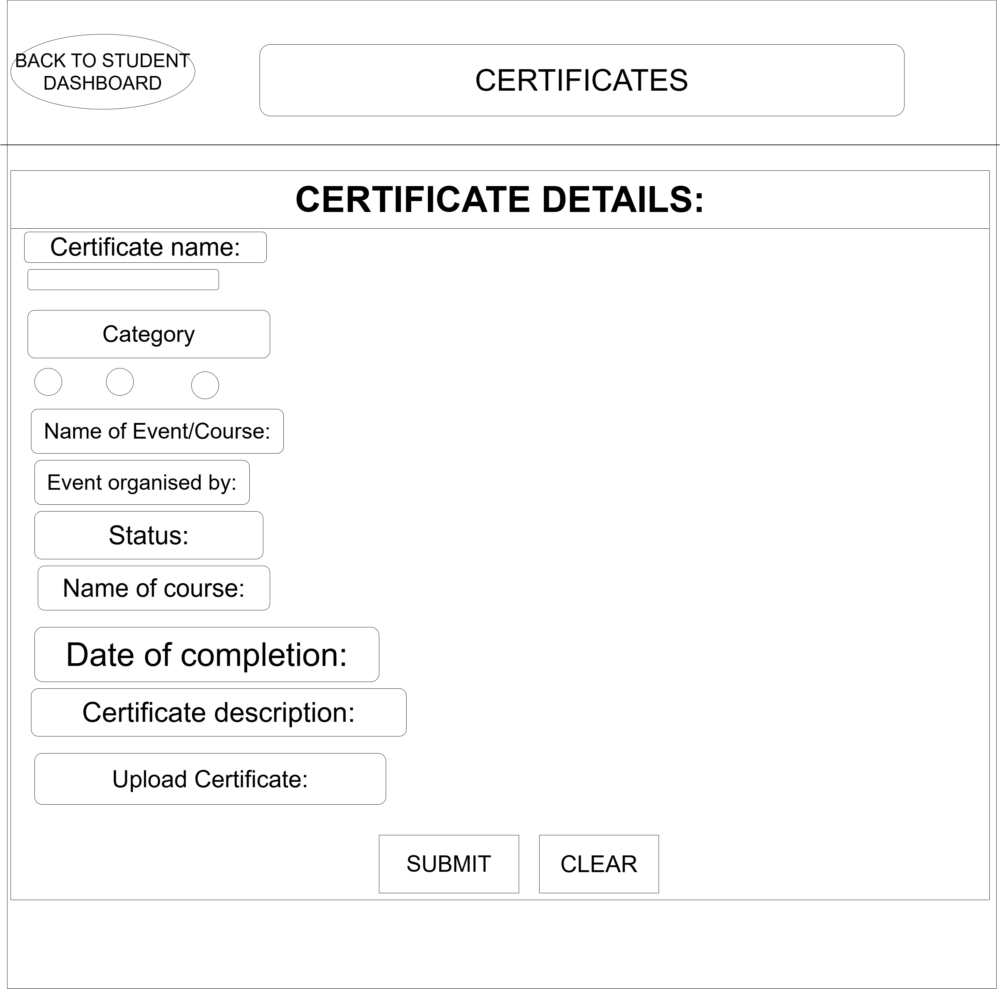 BACK TO STUDENT
DASHBOARD
CERTIFICATES
CERTIFICATE DETAILS:
Certificate name:
Category
Name of Event/Course:
Event organised by:
Status:
Name of course:
Date of completion:
Certificate description:
Upload Certificate:
SUBMIT
CLEAR